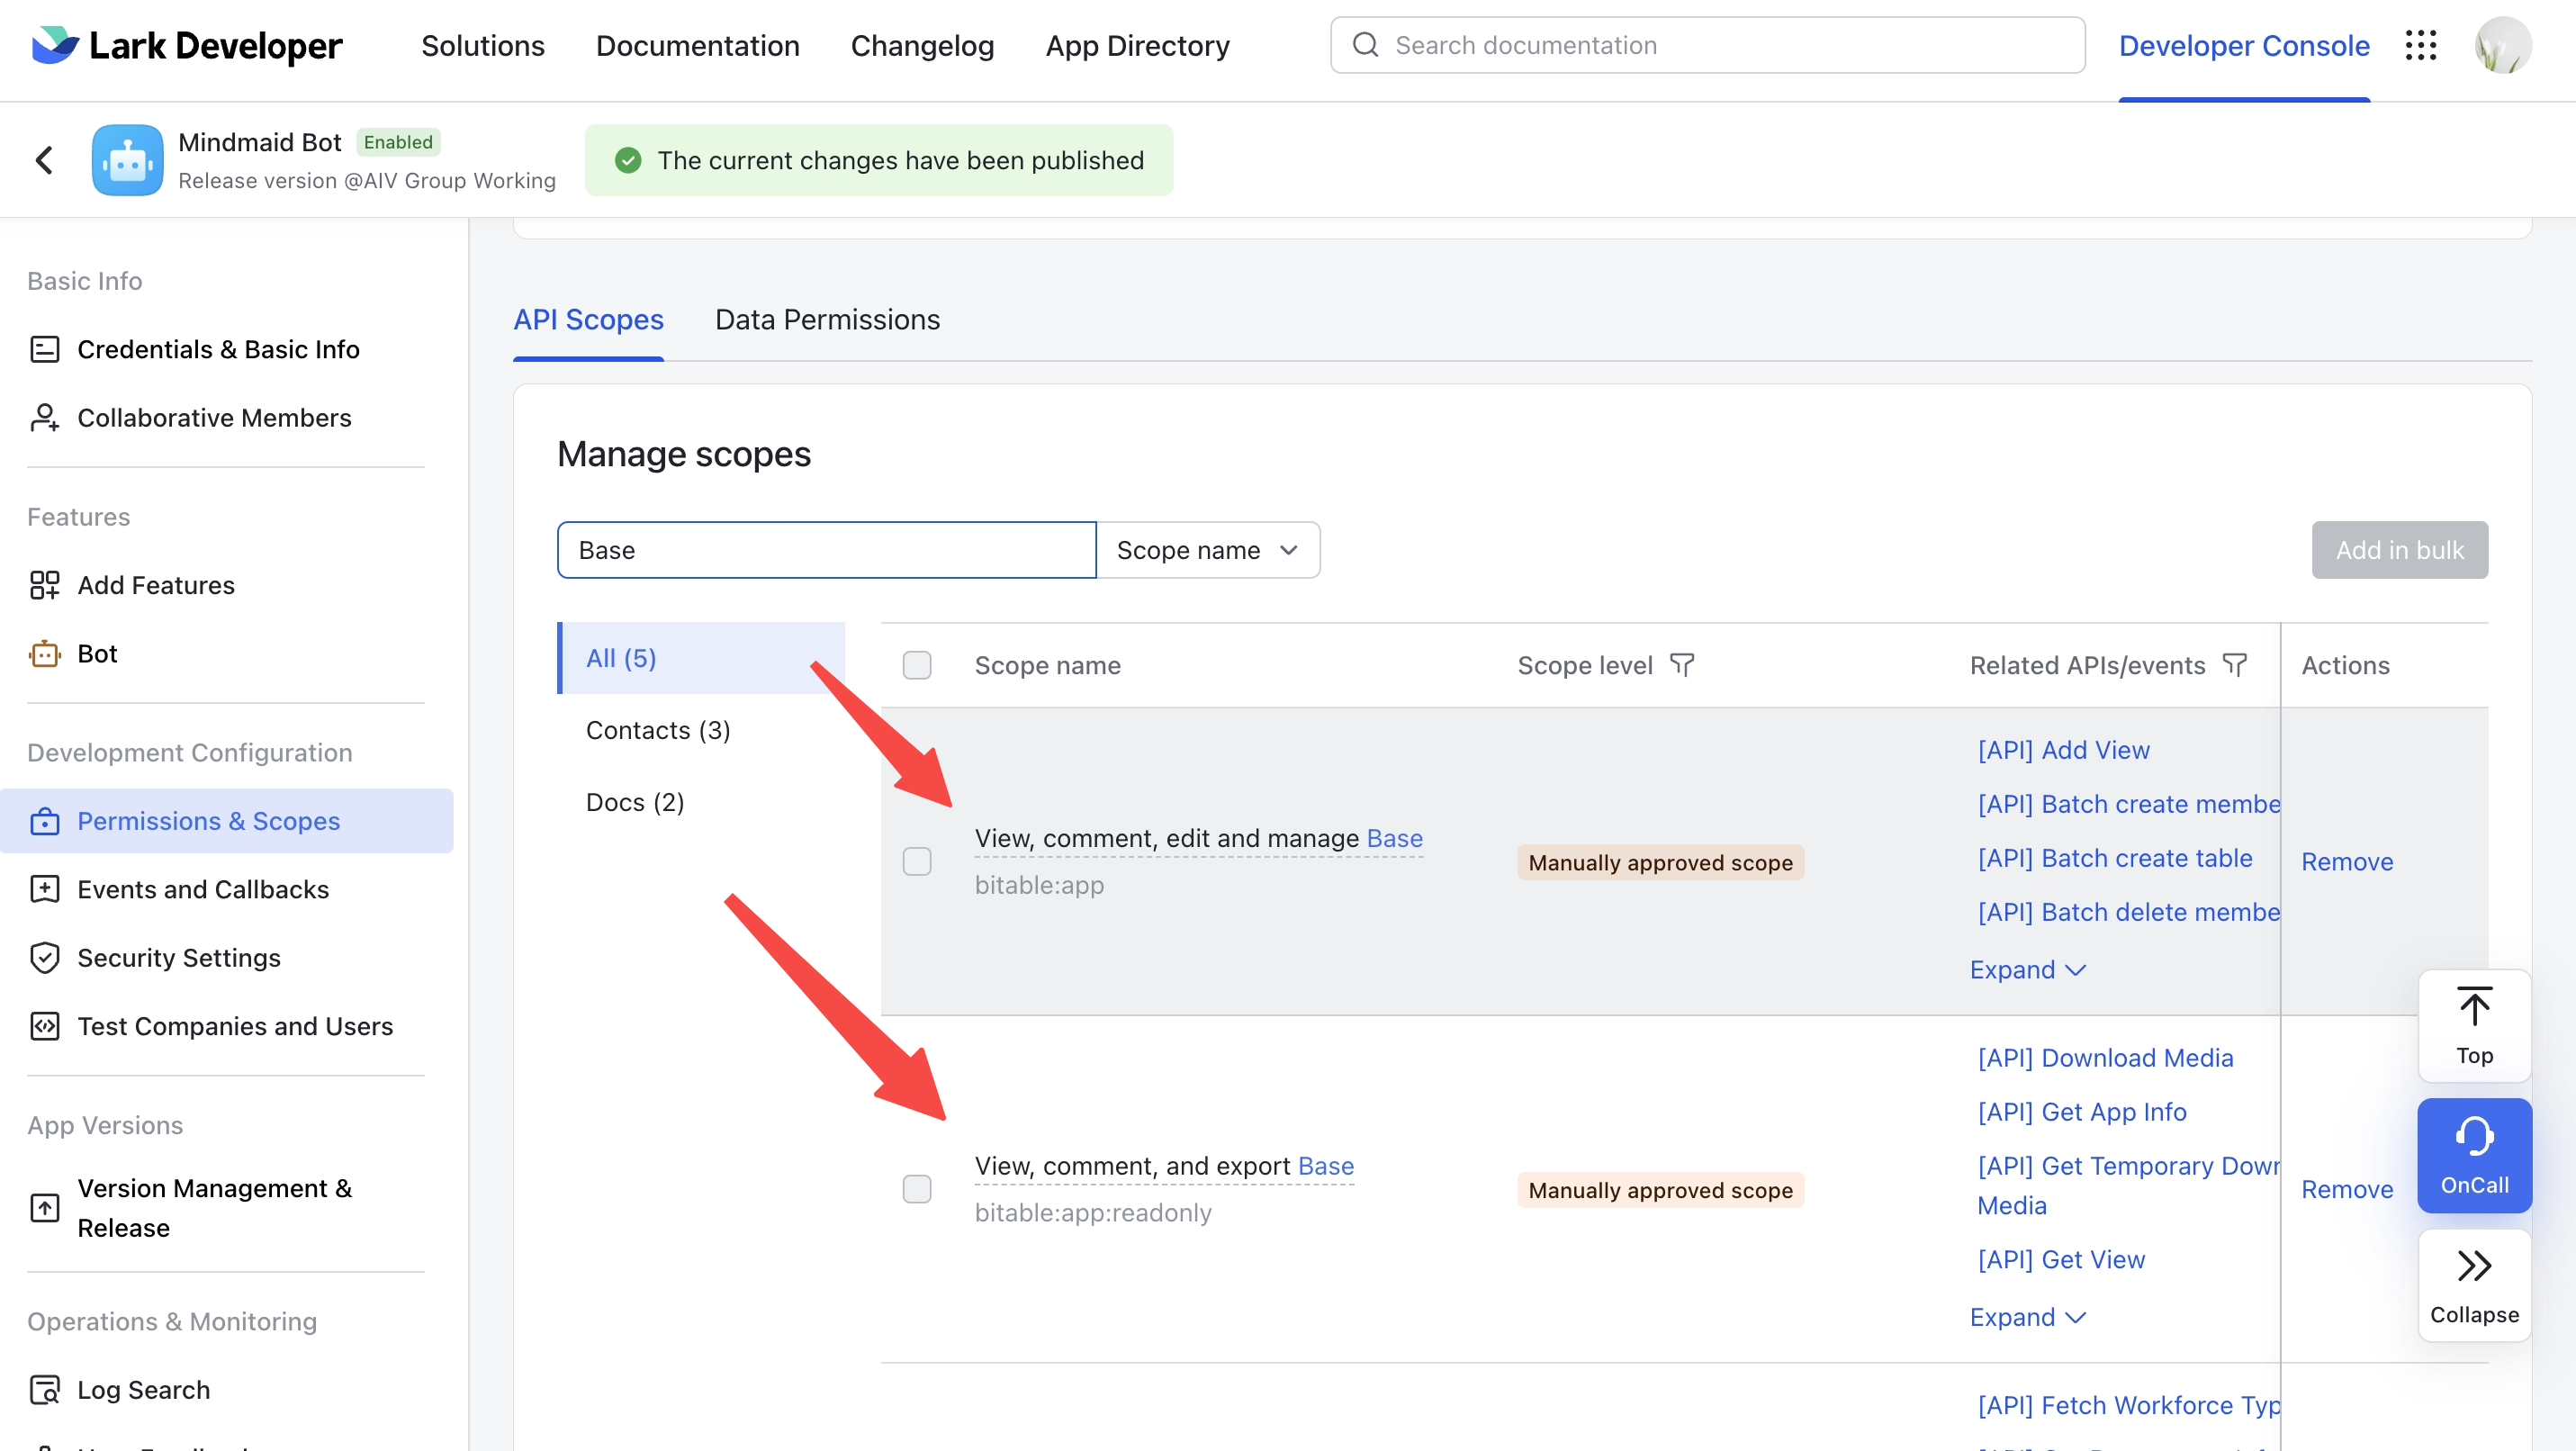 Lark Developer
Solutions
Documentation
Changelog
App Directory
Search documentation
Developer Console
Mindmaid Bot
Enabled
Release version @AIV Group Working
The current changes have been published
Basic Info
Credentials & Basic Info
Collaborative Members
Features
Add Features
Bot
Development Configuration
Permissions & Scopes
Events and Callbacks
Security Settings
Test Companies and Users
App Versions
Version Management &
Release
Operations & Monitoring
Log Search
API Scopes
Data Permissions
Manage scopes
Base
Scope name
Add in bulk
All (5)
Contacts (3)
Docs (2)
Scope name
Scope level
Related APIs/events
Actions
View, comment, edit and manage Base
bitable:app
Manually approved scope
[API] Add View
[API] Batch create membe
[API] Batch create table
[API] Batch delete membe
Expand
Remove
View, comment, and export Base
bitable:app:readonly
Manually approved scope
[API] Download Media
[API] Get App Info
[API] Get Temporary Down
Media
[API] Get View
Expand
Remove
[API] Fetch Workforce Typ
Top
OnCall
Collapse